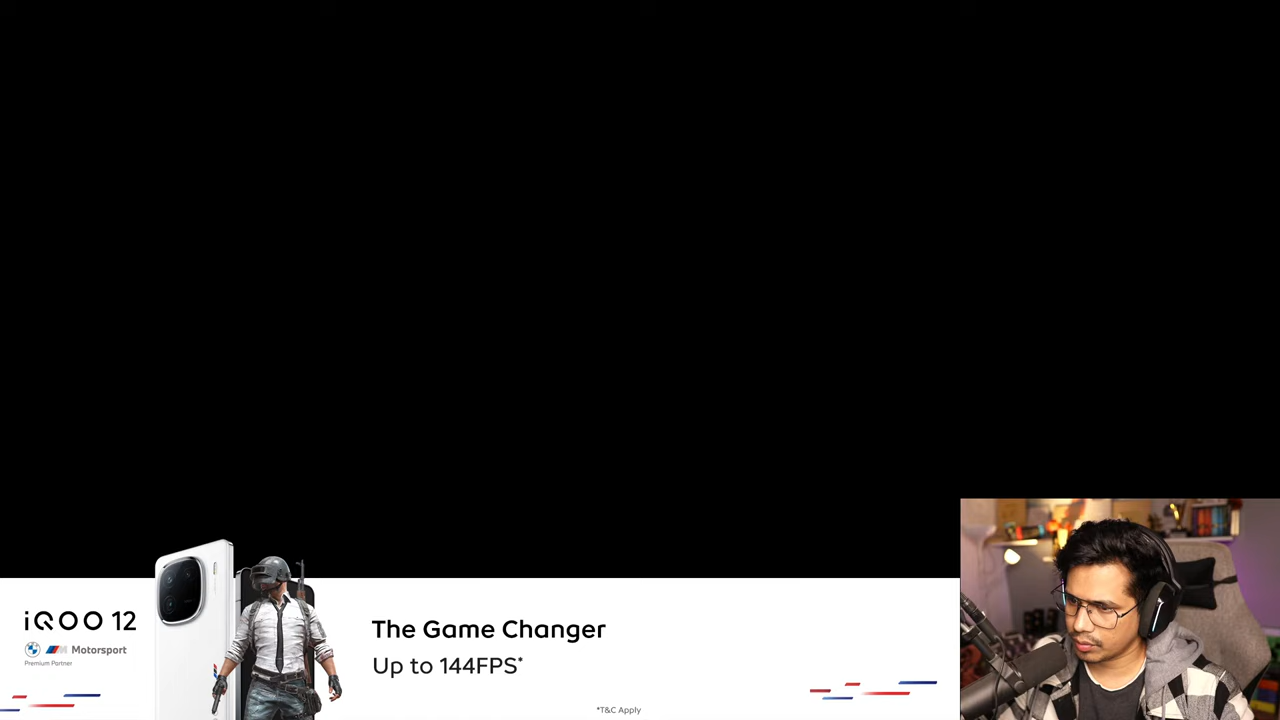 iQOO 12
Motorsport
Premium Partner
The Game Changer
Up to 144FPS*
*T&C Apply